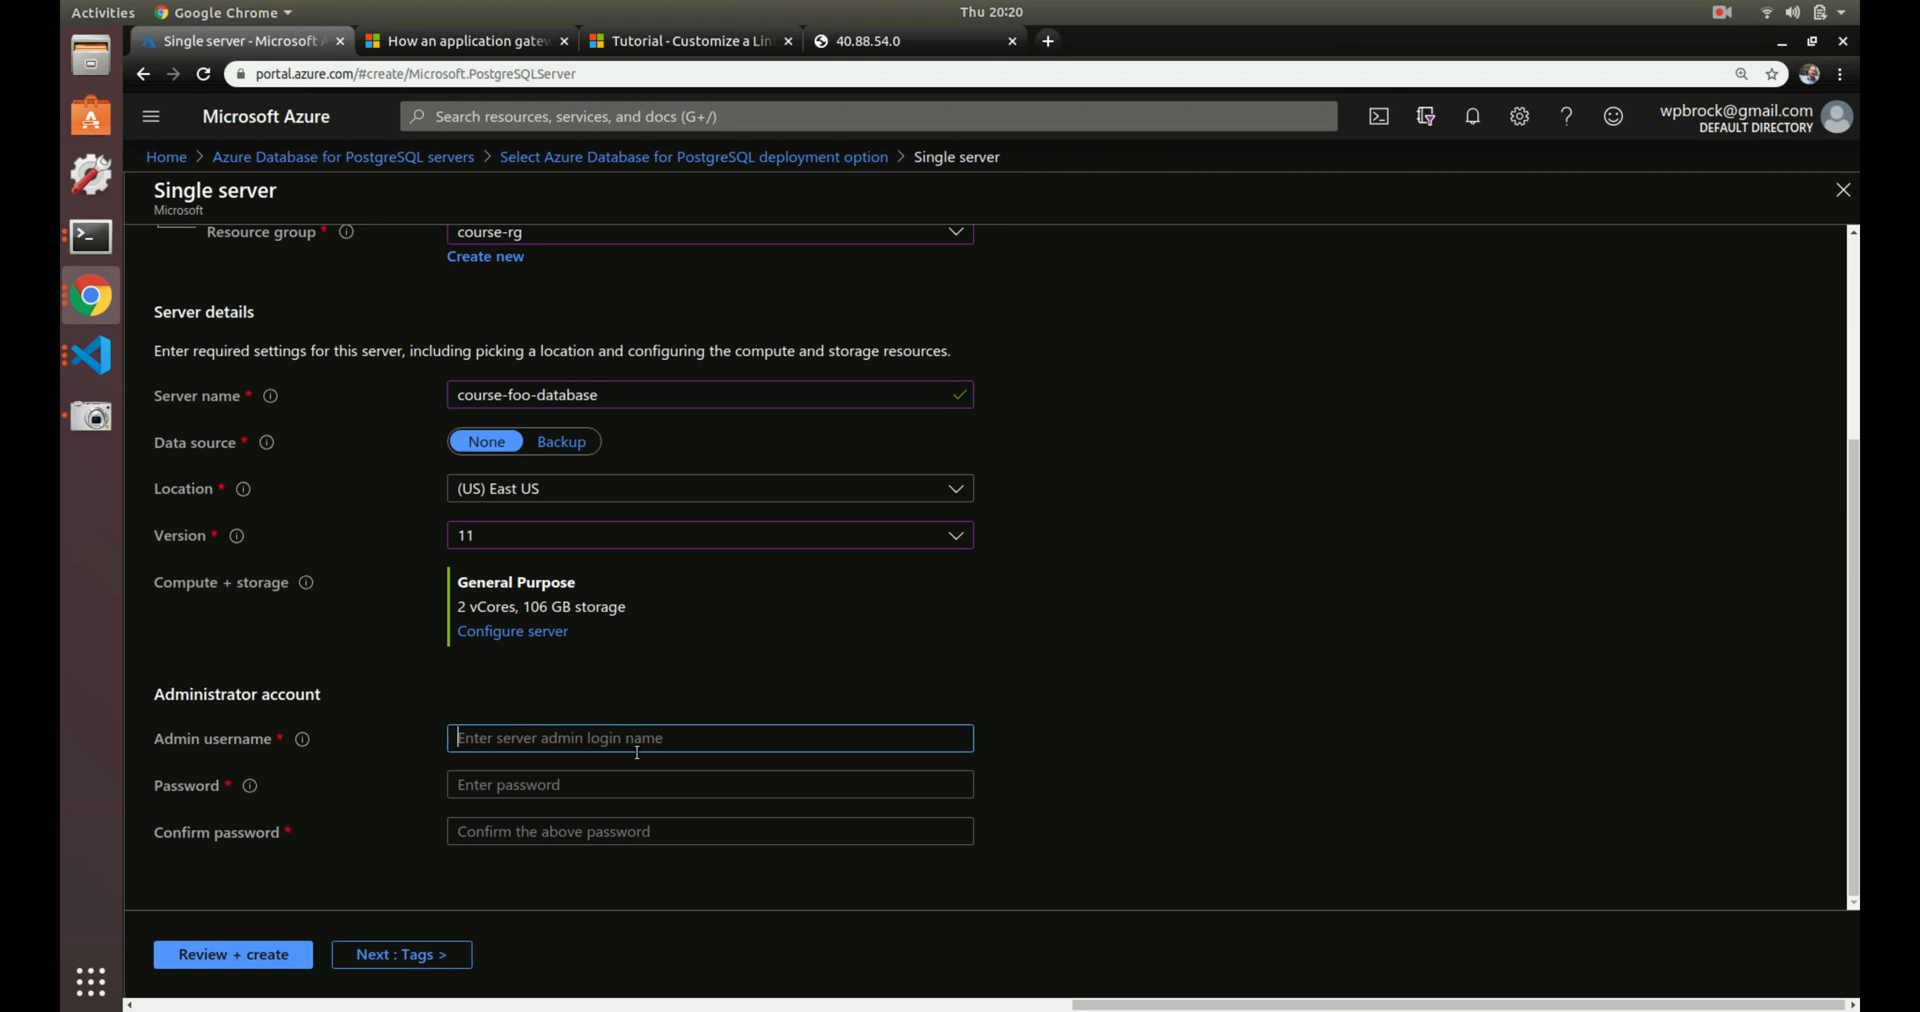 Activities
Google Chrome
Thu 20:20
Single server - Microsoft A
How an application gatew
Tutorial - Customize a Lin
40.88.54.0
portal.azure.com/#create/Microsoft.PostgreSQLServer
Microsoft Azure
Search resources, services, and docs (G+/)
wpbrock@gmail.com
DEFAULT DIRECTORY
Home > Azure Database for PostgreSQL servers > Select Azure Database for PostgreSQL deployment option > Single server
Single server
Microsoft
Resource group *
course-rg
Create new
Server details
Enter required settings for this server, including picking a location and configuring the compute and storage resources.
Server name *
course-foo-database
Data source *
None
Backup
Location *
(US) East US
Version *
11
Compute + storage
General Purpose
2 vCores, 106 GB storage
Configure server
Administrator account
Admin username *
Enter server admin login name
Password *
Enter password
Confirm password *
Confirm the above password
Review + create
Next : Tags >